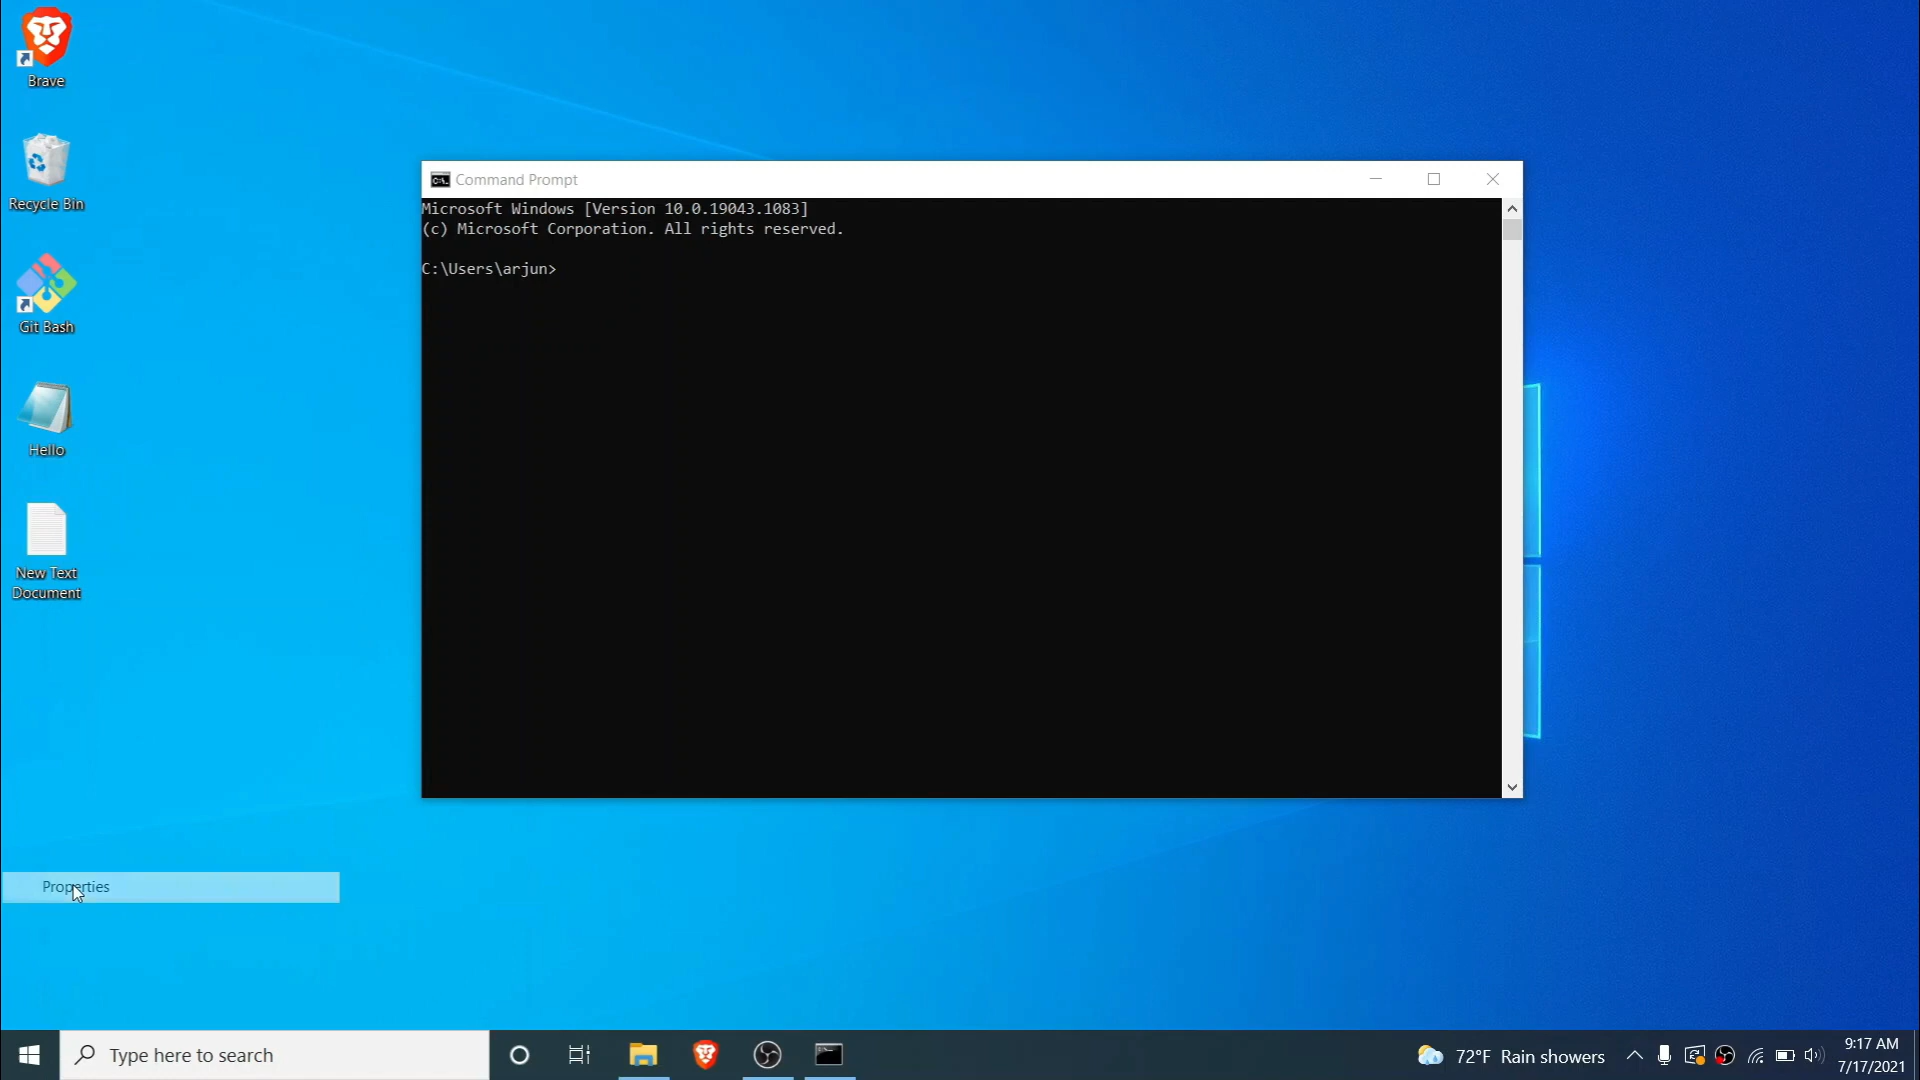 Brave
Recycle Bin
Git Bash
Hello
New Text
Document
Command Prompt
Microsoft Windows [Version 10.0.19043.1083]
(c) Microsoft Corporation. All rights reserved.
C:\Users\arjun>
Properties
Type here to search
72°F Rain showers
9:17 AM
7/17/2021